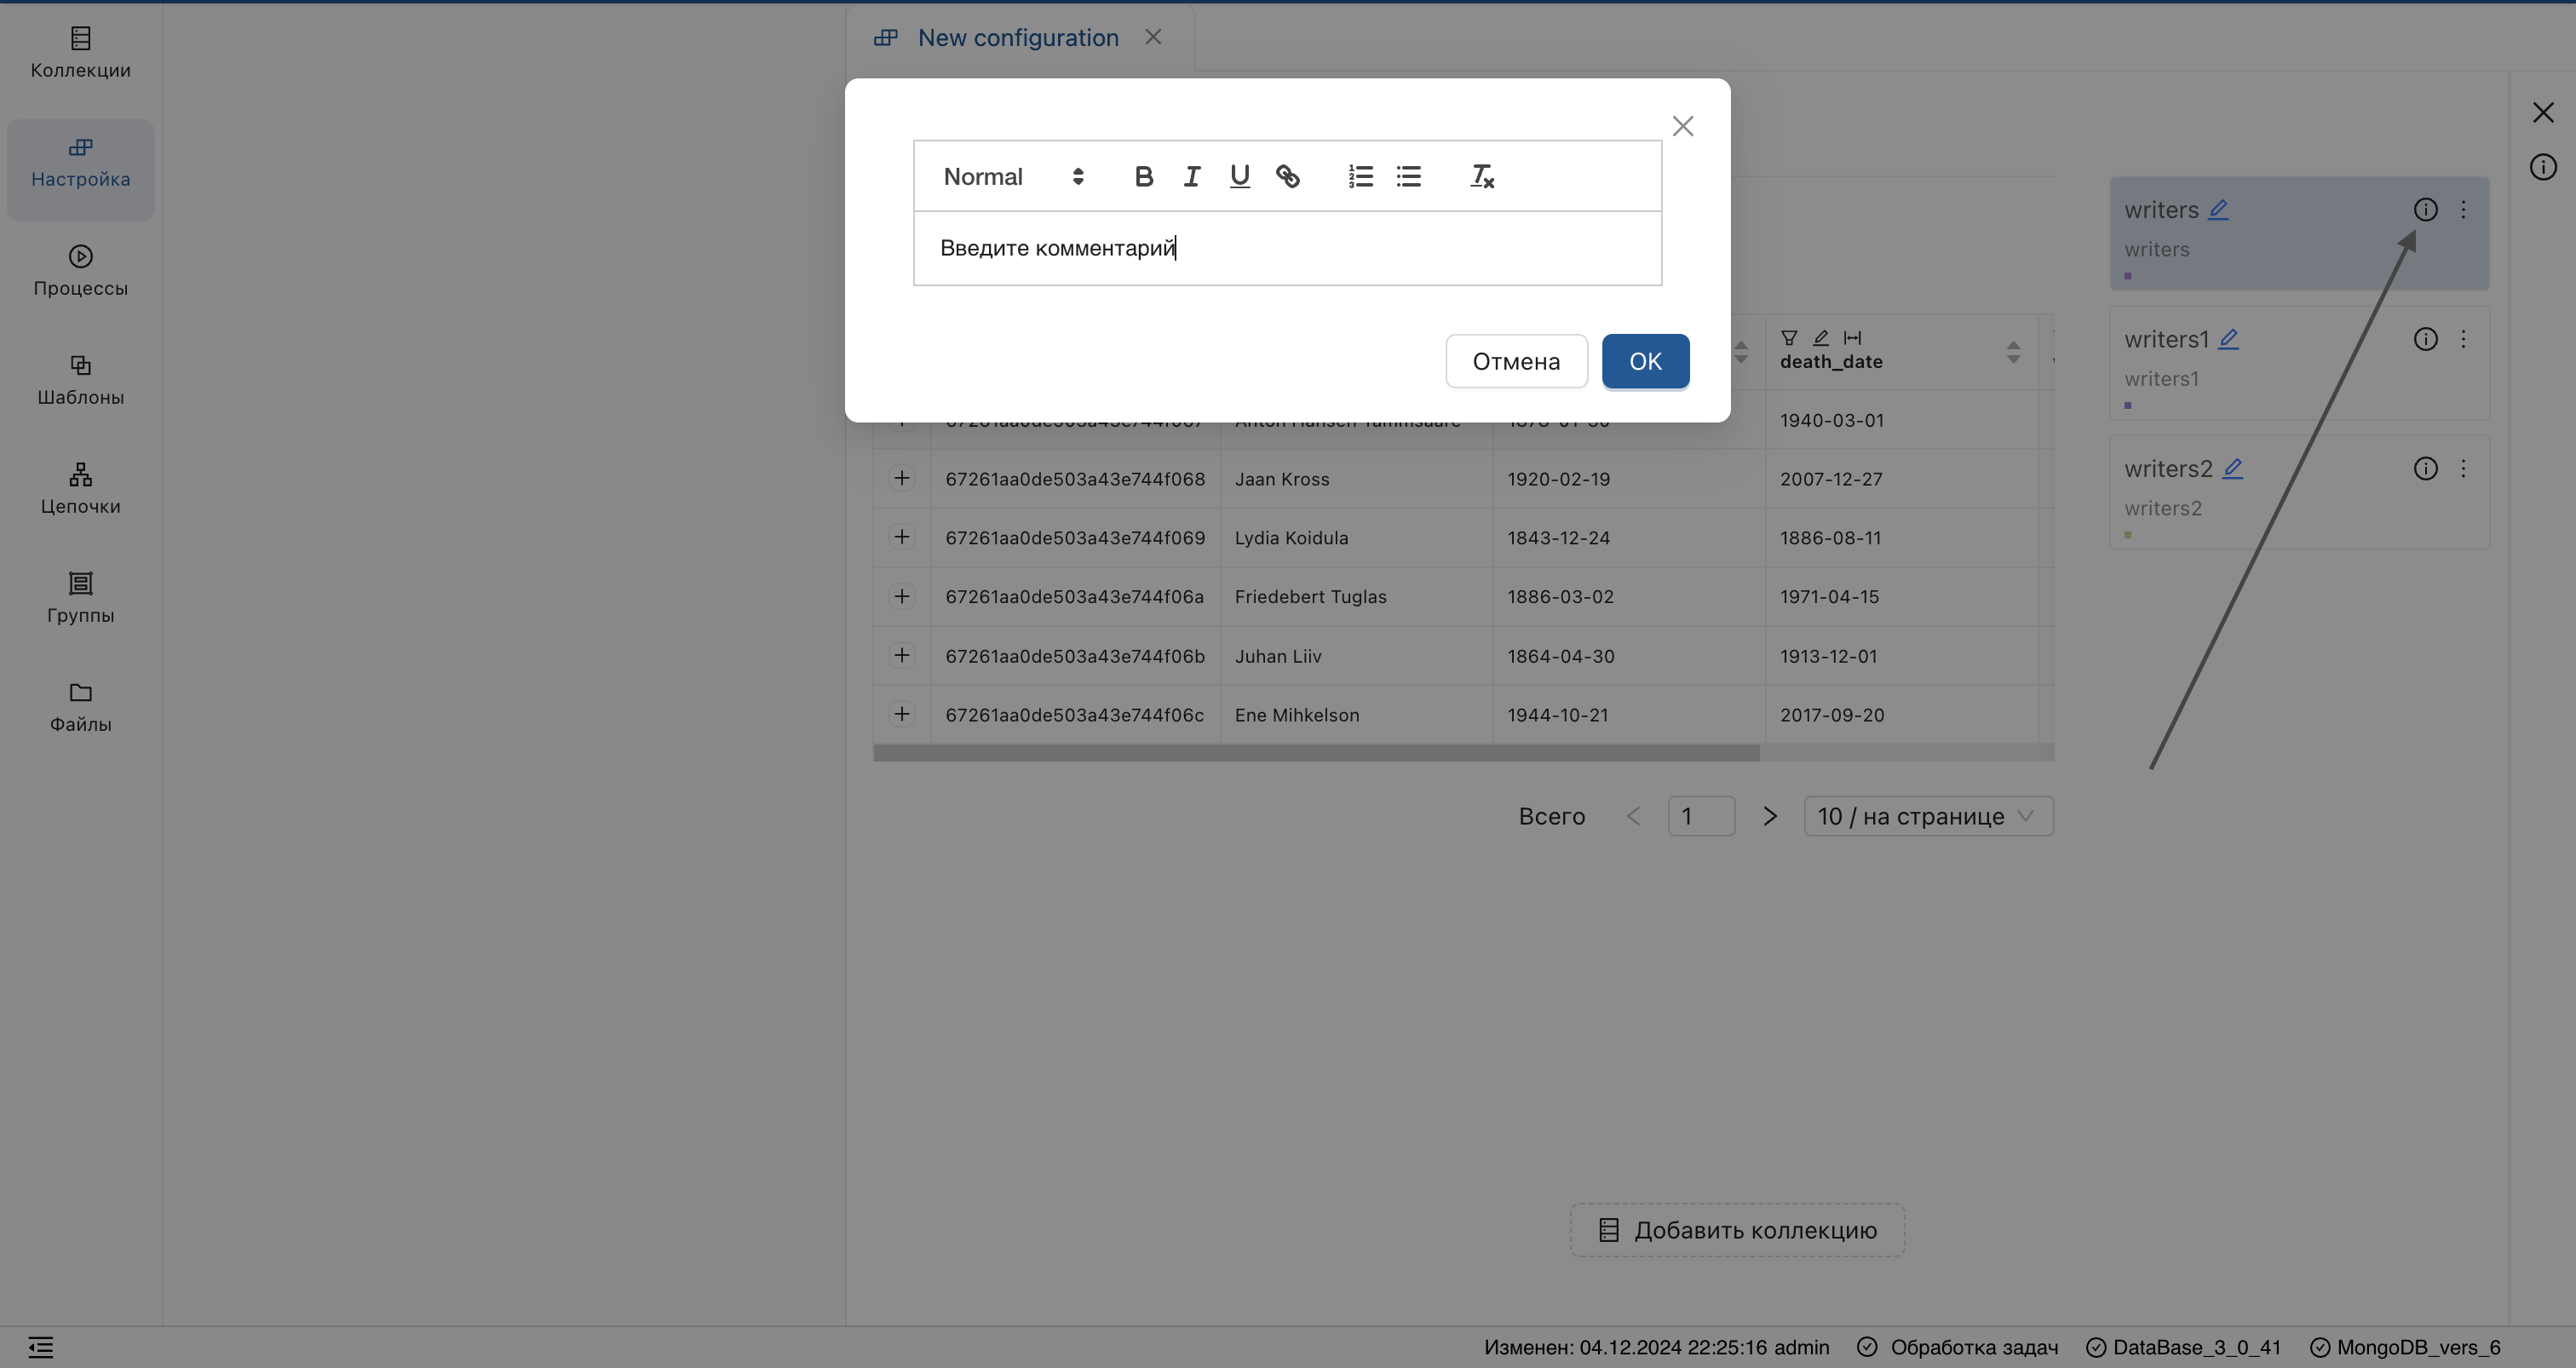 Коллекции
Настройка
Процессы
Шаблоны
Цепочки
Группы
Файлы
New configuration
Normal
Введите комментарий
Отмена
OK
death_date
1940-03-01
67261aa0de503a43e744f068 Jaan Kross 1920-02-19 2007-12-27
67261aa0de503a43e744f069 Lydia Koidula 1843-12-24 1886-08-11
67261aa0de503a43e744f06a Friedebert Tuglas 1886-03-02 1971-04-15
67261aa0de503a43e744f06b Juhan Liiv 1864-04-30 1913-12-01
67261aa0de503a43e744f06c Ene Mihkelson 1944-10-21 2017-09-20
Всего 1 10 / на странице
Добавить коллекцию
writers
writers
writers1
writers1
writers2
writers2
Изменен: 04.12.2024 22:25:16 admin Обработка задач DataBase_3_0_41 MongoDB_vers_6